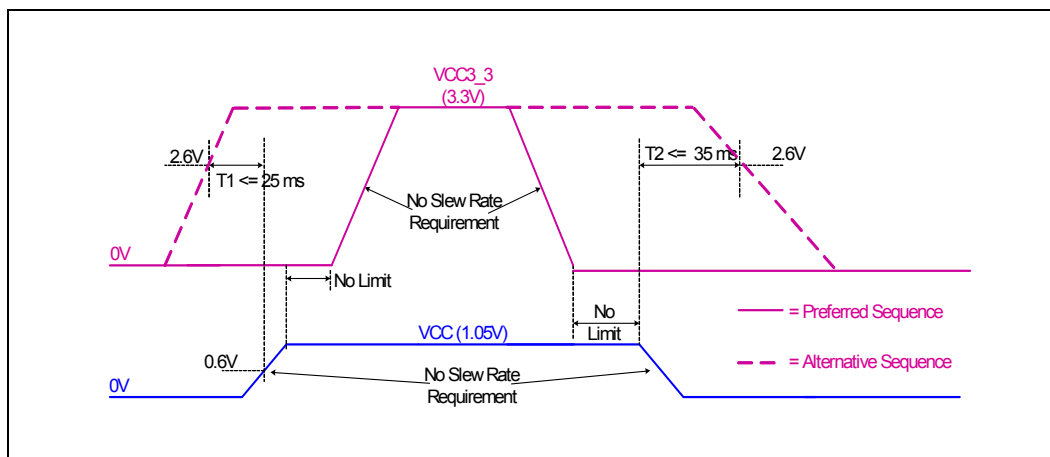 VCC3_3
(3.3V)
2.6V
T1 <= 25 ms
T2 <= 35 ms
2.6V
No Slew Rate
Requirement
0V
No Limit
No
Limit
= Preferred Sequence
VCC (1.05V)
0.6V
= Alternative Sequence
No Slew Rate
Requirement
0V